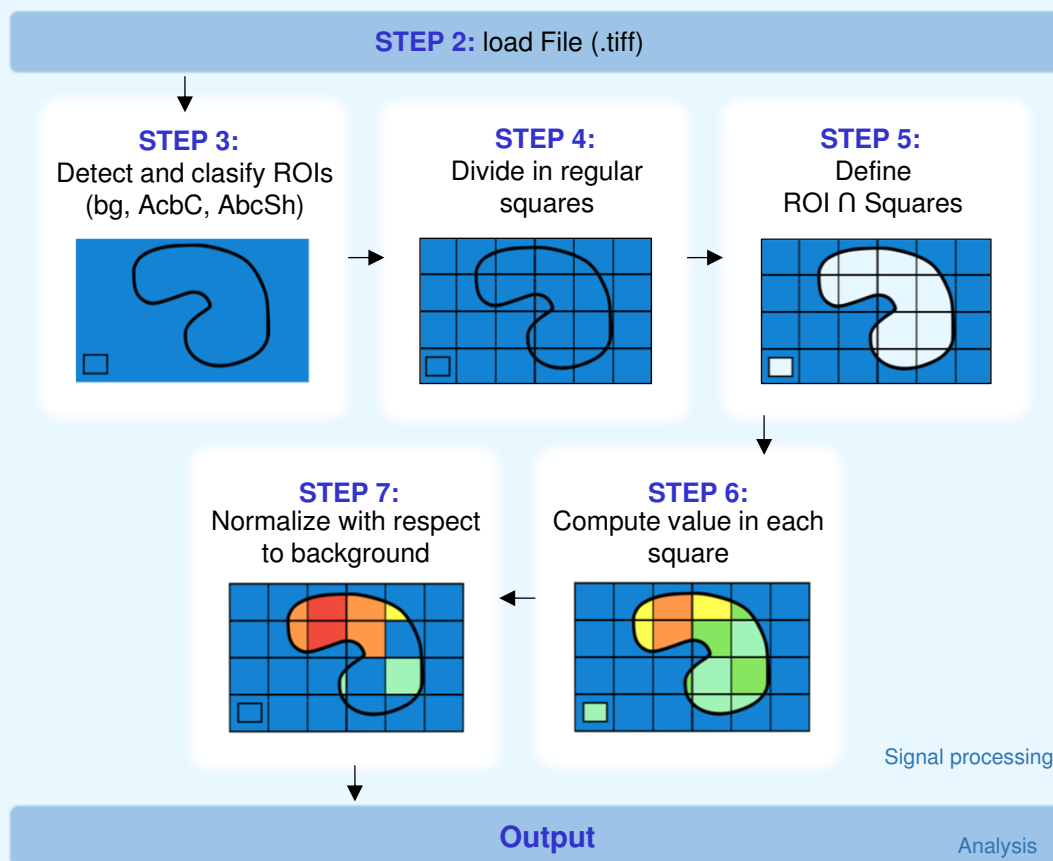 STEP 2: load File (.tiff)
STEP 3:
Detect and clasify ROIs
(bg, AcbC, AbcSh)
STEP 4:
Divide in regular
squares
STEP 5:
Define
ROI ∩ Squares
STEP 6:
Compute value in each
square
STEP 7:
Normalize with respect
to background
Signal processing
Output
Analysis